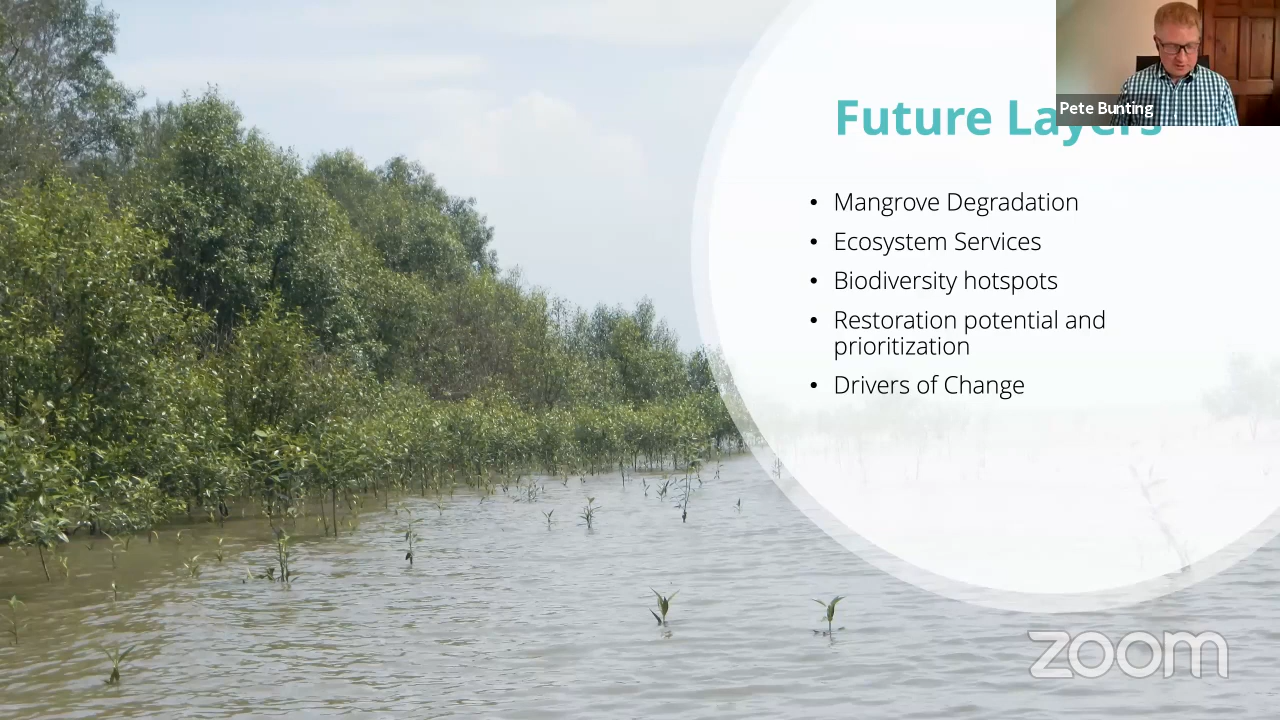 Pete Bunting
Future Layers
• Mangrove Degradation
• Ecosystem Services
• Biodiversity hotspots
• Restoration potential and
prioritization
• Drivers of Change
zoom